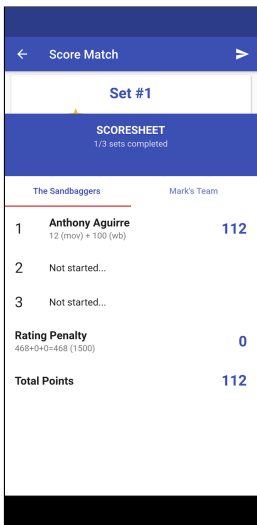 Score Match
Set #1
SCORESHEET
1/3 sets completed
The Sandbaggers Mark's Team
1 Anthony Aguirre 112
12 (mov) + 100 (wb)
2 Not started...
3 Not started...
Rating Penalty 0
468+0+0=468 (1500)
Total Points 112